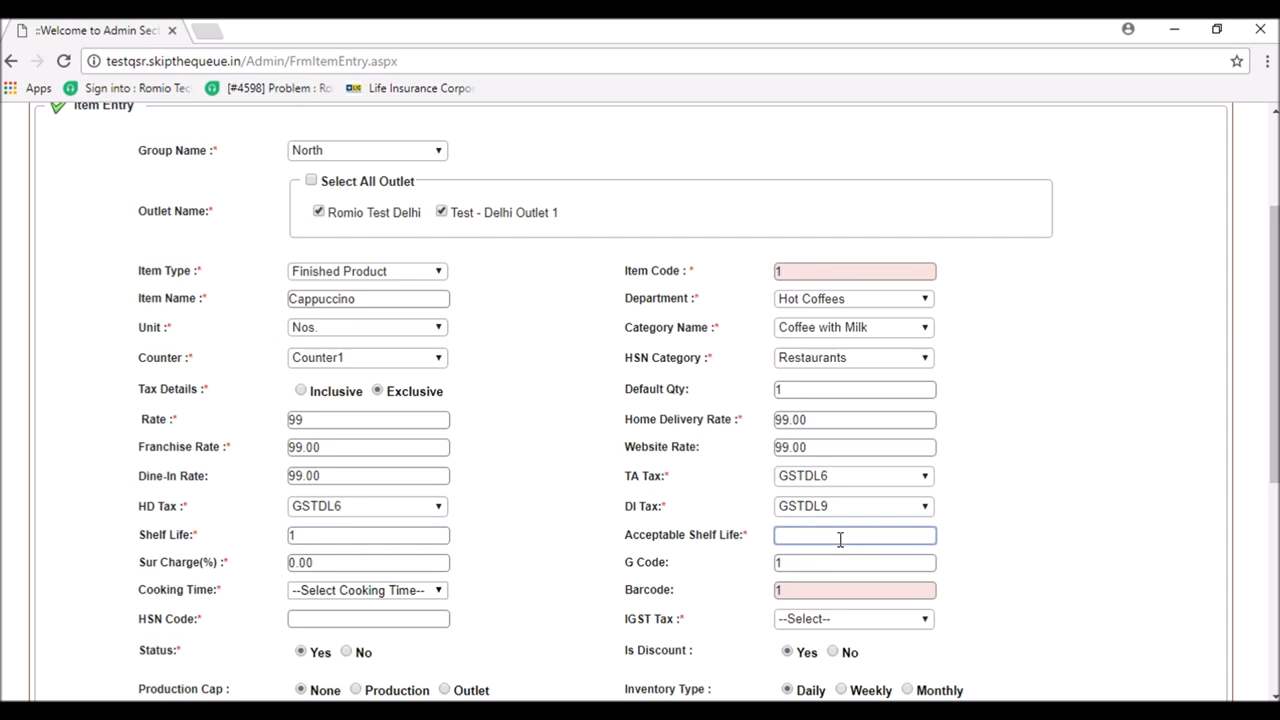 ::Welcome to Admin Sec
testqsr.skipthequeue.in/Admin/FrmItemEntry.aspx
Apps Sign into : Romio Tec [#4598] Problem : Ro Life Insurance Corpo
Item Entry
Group Name :* North
Select All Outlet
Outlet Name:* Romio Test Delhi Test - Delhi Outlet 1
Item Type :* Finished Product Item Code : * 1
Item Name :* Cappuccino Department :* Hot Coffees
Unit :* Nos. Category Name :* Coffee with Milk
Counter :* Counter1 HSN Category :* Restaurants
Tax Details :* Inclusive Exclusive Default Qty: 1
Rate :* 99 Home Delivery Rate :* 99.00
Franchise Rate :* 99.00 Website Rate: 99.00
Dine-In Rate: 99.00 TA Tax:* GSTDL6
HD Tax :* GSTDL6 DI Tax:* GSTDL9
Shelf Life:* 1 Acceptable Shelf Life:*
Sur Charge(%) :* 0.00 G Code: 1
Cooking Time:* --Select Cooking Time-- Barcode: 1
HSN Code:* IGST Tax :* --Select--
Status:* Yes No Is Discount : Yes No
Production Cap : None Production Outlet Inventory Type : Daily Weekly Monthly